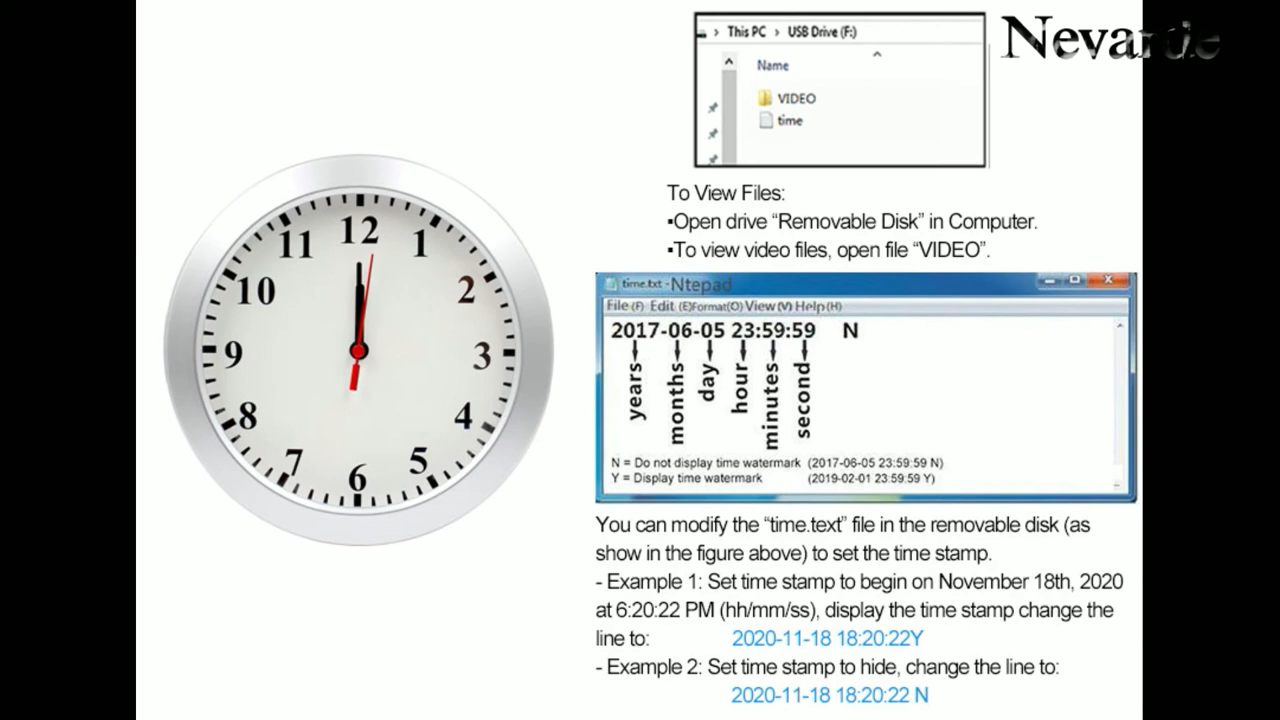 Nevarde
This PC > USB Drive (F:)
Name
VIDEO
time
To View Files:
▪Open drive “Removable Disk” in Computer.
▪To view video files, open file “VIDEO”.
12
11
1
10
2
9
3
8
4
7
5
6
time.txt - Ntepad
File (F) Edit (E)Format(O) View (V) Help (H)
2017-06-05 23:59:59 N
years
months
day
hour
minutes
second
N = Do not display time watermark (2017-06-05 23:59:59 N)
Y = Display time watermark (2019-02-01 23:59:59 Y)
You can modify the “time.text” file in the removable disk (as
show in the figure above) to set the time stamp.
- Example 1: Set time stamp to begin on November 18th, 2020
at 6:20:22 PM (hh/mm/ss), display the time stamp change the
line to: 2020-11-18 18:20:22Y
- Example 2: Set time stamp to hide, change the line to:
2020-11-18 18:20:22 N